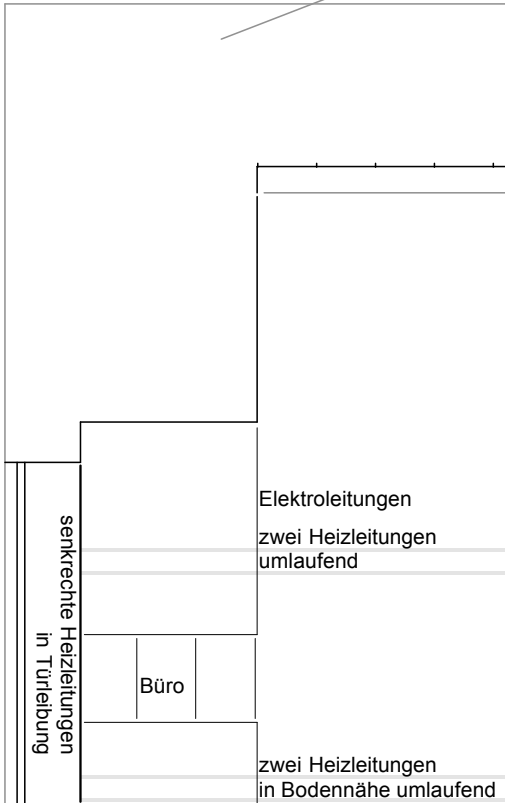 Elektroleitungen
zwei Heizleitungen
umlaufend
senkrechte Heizleitungen
in Türleibung
Büro
zwei Heizleitungen
in Bodennähe umlaufend